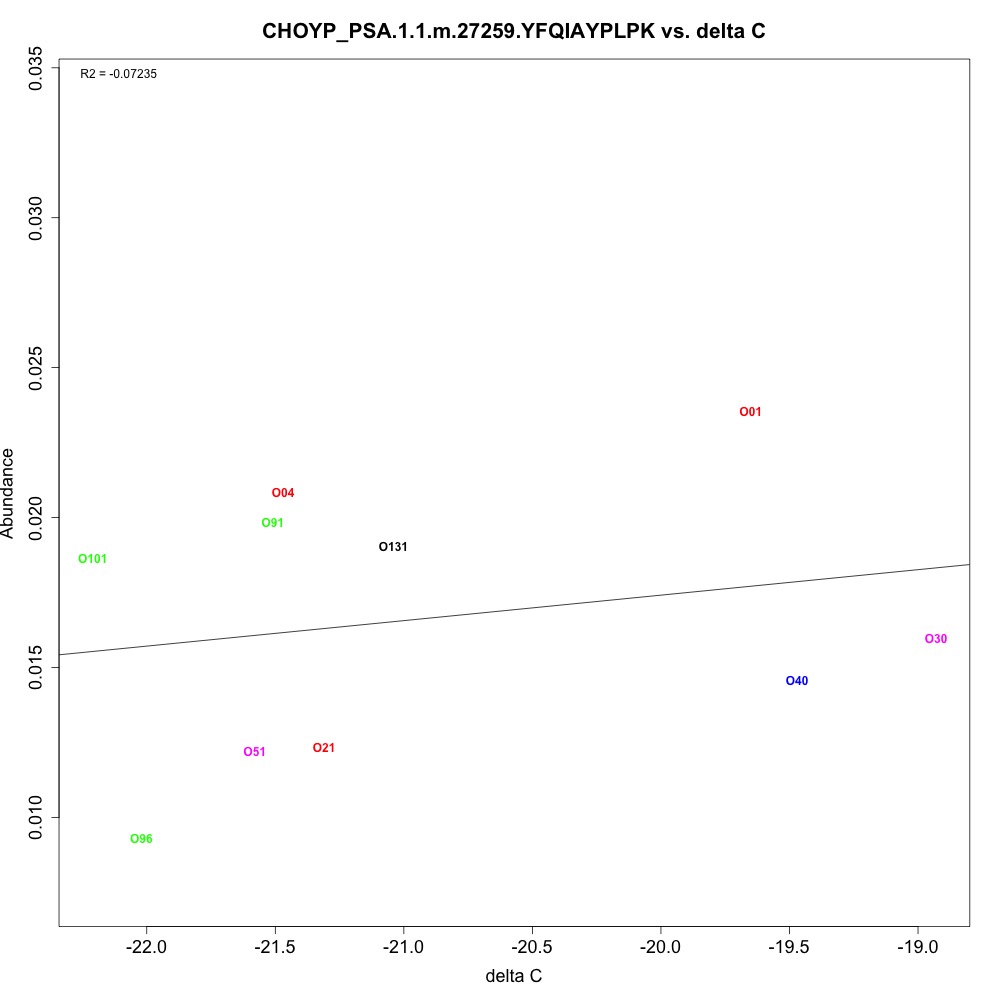 CHOYP_PSA.1.1.m.27259.YFQIAYPLPK vs. delta C
R2 = -0.07235
0.035
0.030
0.025
0.020
0.015
0.010
Abundance
O01
O04
O91
O131
O101
O30
O40
O51
O21
O96
-22.0 -21.5 -21.0 -20.5 -20.0 -19.5 -19.0
delta C